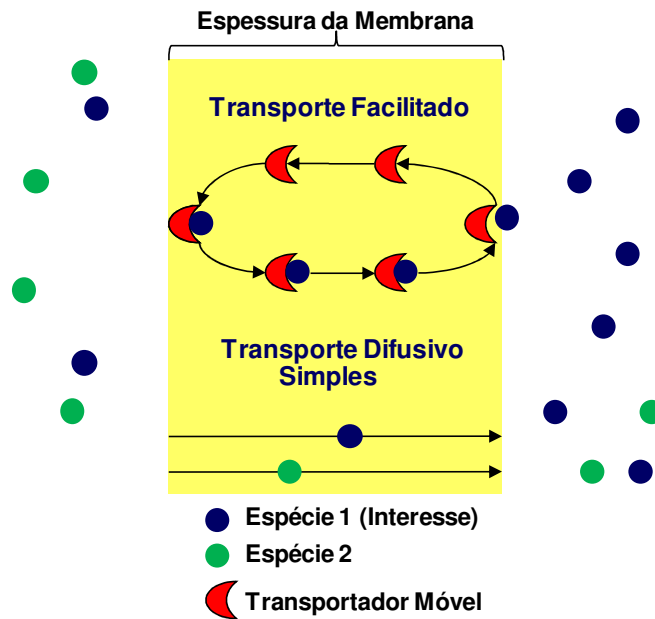 Espessura da Membrana
Transporte Facilitado
Transporte Difusivo
Simples
Espécie 1 (Interesse)
Espécie 2
Transportador Móvel